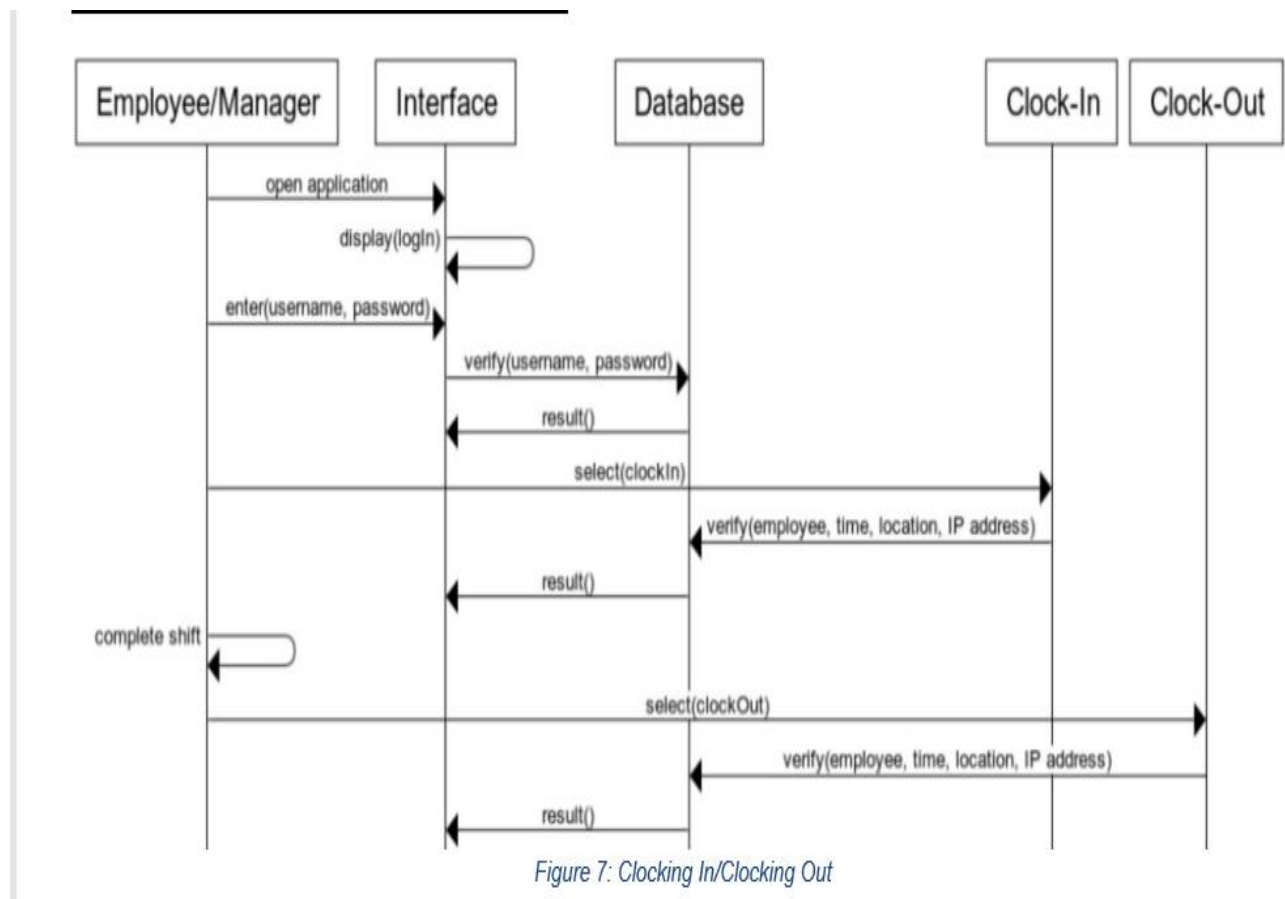 Employee/Manager Interface Database Clock-In Clock-Out
open application
display(logIn)
enter(username, password)
verify(username, password)
result()
select(clockIn)
verify(employee, time, location, IP address)
result()
complete shift
select(clockOut)
verify(employee, time, location, IP address)
result()
Figure 7: Clocking In/Clocking Out